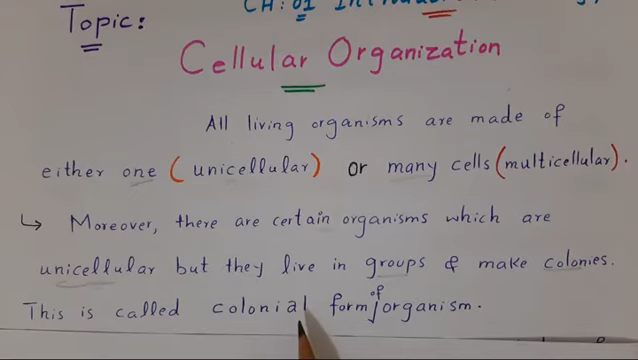 Topic:
CH: 01
Cellular Organization
All living organisms are made of
either one (unicellular) or many cells (multicellular).
↳ Moreover, there are certain organisms which are
unicellular but they live in groups & make colonies.
This is called colonial form of organism.